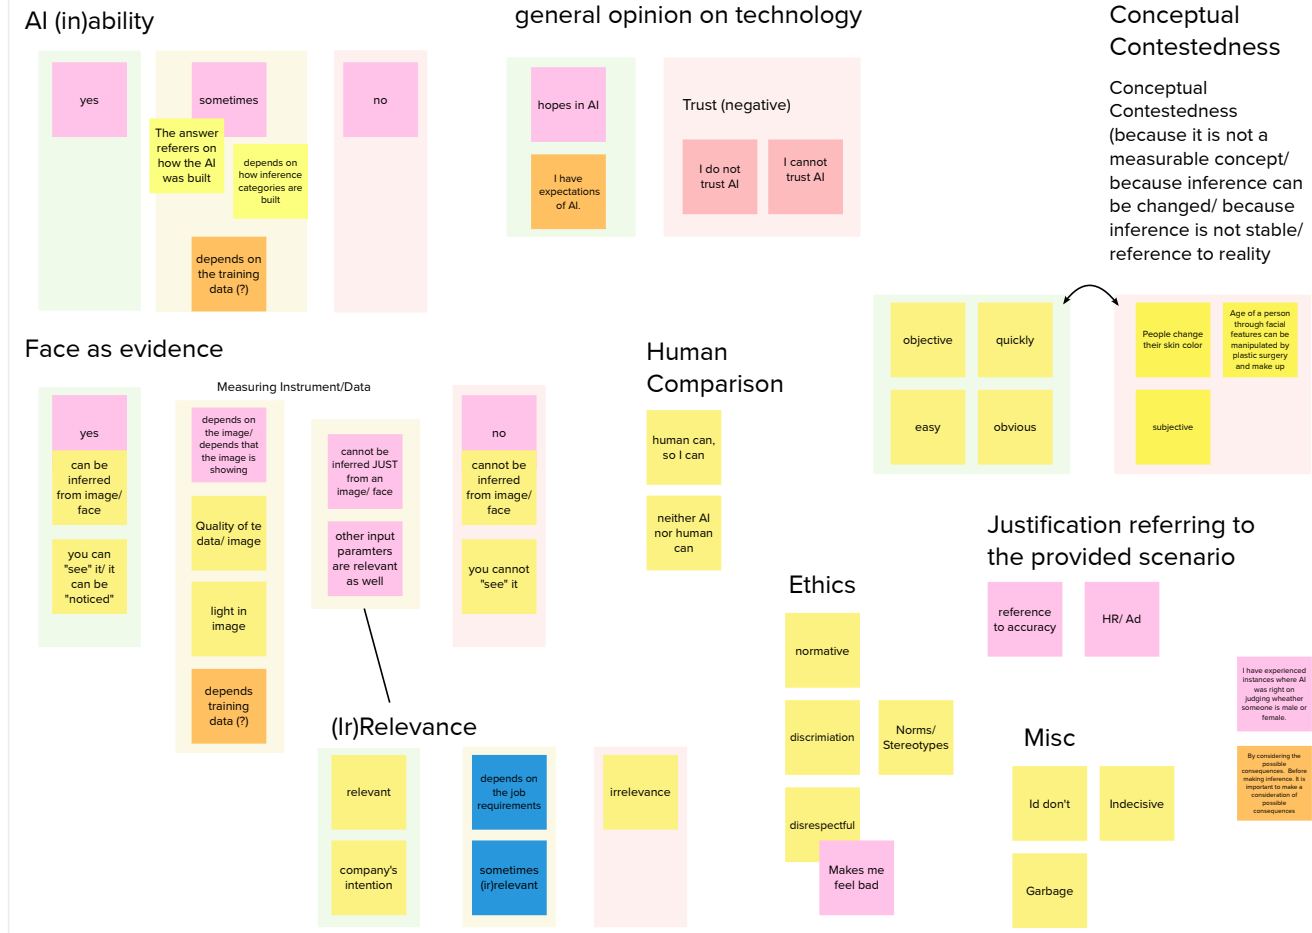 AI (in)ability
yes
sometimes
no
The answer
referers on
how the AI
was built
depends on
how inference
categories are
built
depends on
the training
data (?)
general opinion on technology
hopes in AI
I have
expectations
of AI.
Trust (negative)
I do not
trust AI
I cannot
trust AI
Conceptual
Contestedness
Conceptual
Contestedness
(because it is not a
measurable concept/
because inference can
be changed/ because
inference is not stable/
reference to reality
objective
quickly
easy
obvious
People change
their skin color
Age of a person
through facial
features can be
manipulated by
plastic surgery
and make up
subjective
Face as evidence
yes
can be
inferred
from image/
face
you can
"see" it/ it
can be
"noticed"
Measuring Instrument/Data
depends on
the image/
depends that
the image is
showing
Quality of te
data/ image
light in
image
depends
training
data (?)
cannot be
inferred JUST
from an
image/ face
other input
paramters
are relevant
as well
no
cannot be
inferred
from image/
face
you cannot
"see" it
Human
Comparison
human can,
so I can
neither AI
nor human
can
(Ir)Relevance
relevant
company's
intention
depends on
the job
requirements
sometimes
(ir)relevant
irrelevance
Ethics
normative
discrimiation
Norms/
Stereotypes
disrespectful
Makes me
feel bad
Justification referring to
the provided scenario
reference
to accuracy
HR/ Ad
I have experienced
instances where AI
was right on
judging wheather
someone is male or
female.
By considering the
possible
consequences. Before
making inference. It is
important to make a
consideration of
possible
consequences
Misc
Id don't
Indecisive
Garbage